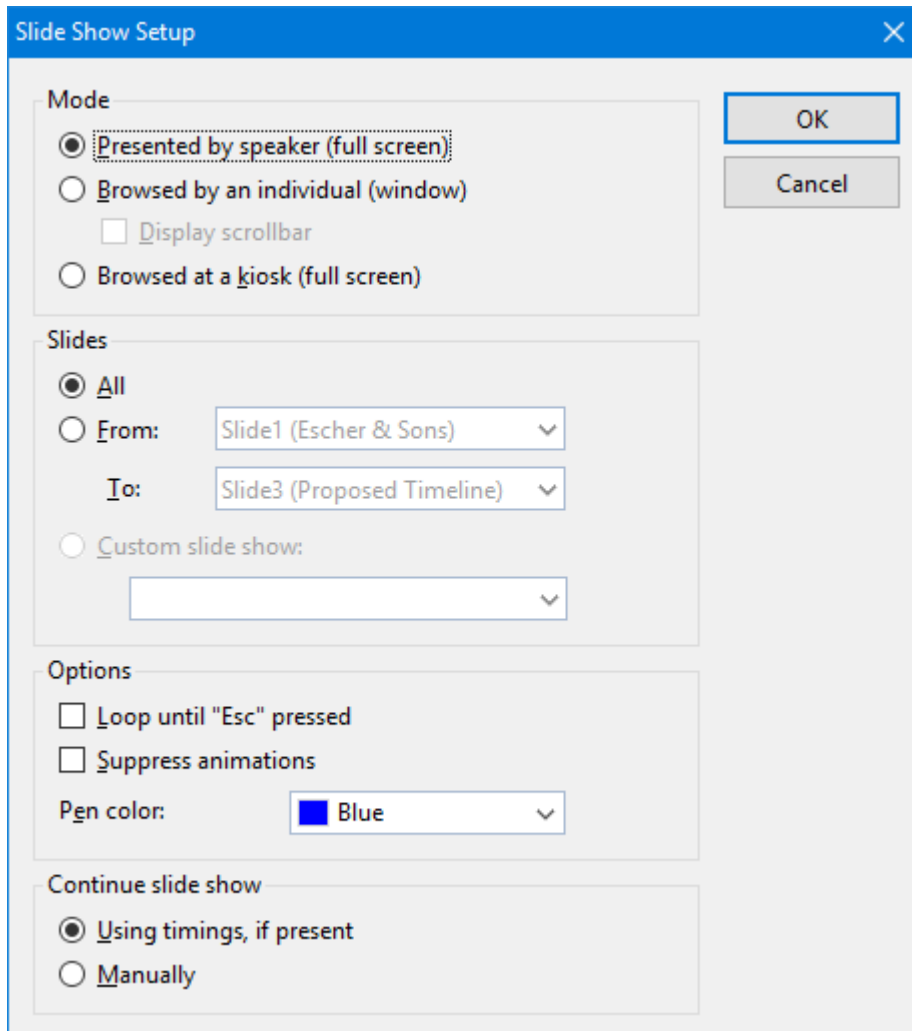 Slide Show Setup
Mode
OK
Presented by speaker (full screen)
Browsed by an individual (window)
Cancel
Display scrollbar
Browsed at a kiosk (full screen)
Slides
All
From: Slide1 (Escher & Sons)
To: Slide3 (Proposed Timeline)
Custom slide show:
Options
Loop until "Esc" pressed
Suppress animations
Pen color: Blue
Continue slide show
Using timings, if present
Manually